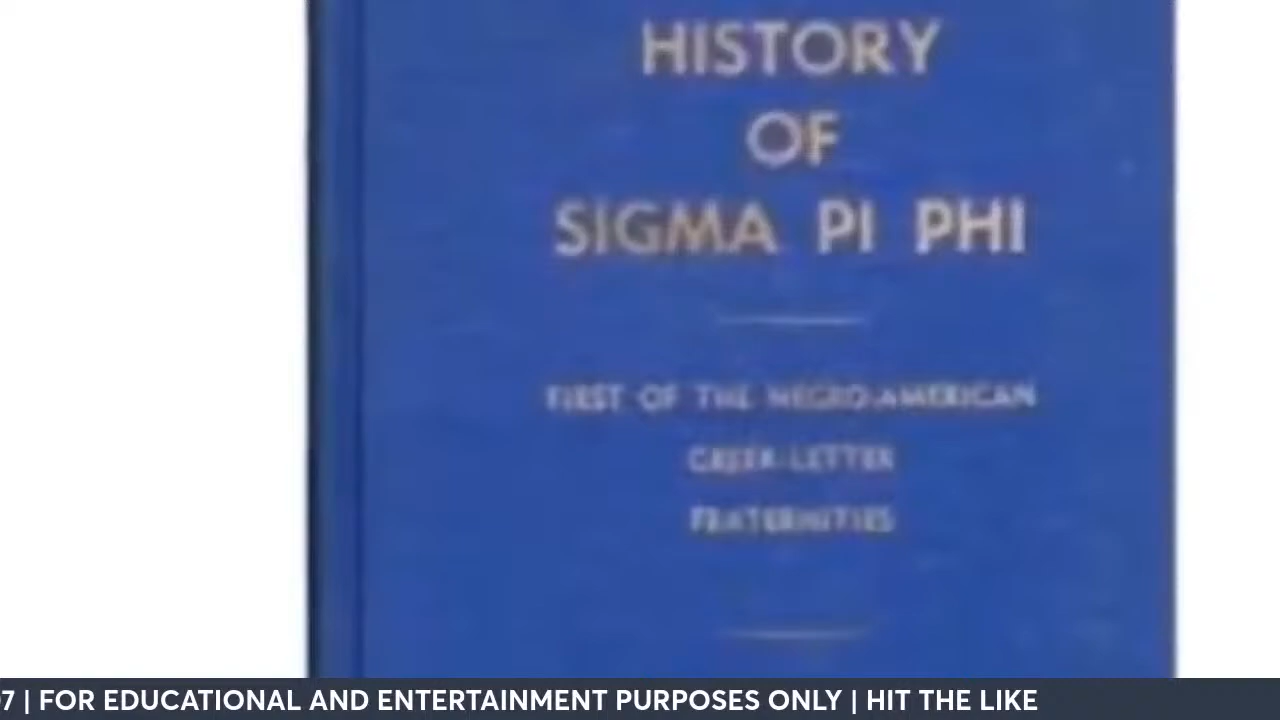 HISTORY
OF
SIGMA PI PHI
FIRST OF THE NEGRO-AMERICAN
GREEK-LETTER
FRATERNITIES
7 | FOR EDUCATIONAL AND ENTERTAINMENT PURPOSES ONLY | HIT THE LIKE